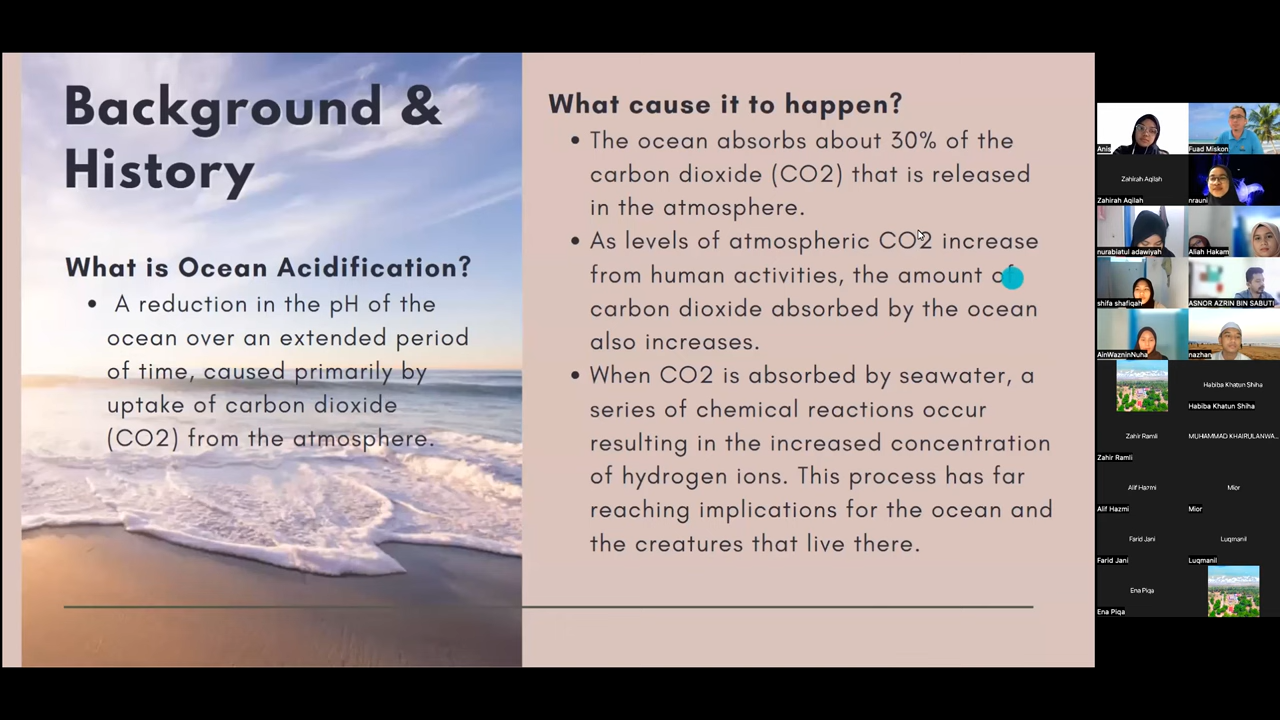 Background &
History
What is Ocean Acidification?
• A reduction in the pH of the
ocean over an extended period
of time, caused primarily by
uptake of carbon dioxide
(CO2) from the atmosphere.
What cause it to happen?
• The ocean absorbs about 30% of the
carbon dioxide (CO2) that is released
in the atmosphere.
• As levels of atmospheric CO2 increase
from human activities, the amount of
carbon dioxide absorbed by the ocean
also increases.
• When CO2 is absorbed by seawater, a
series of chemical reactions occur
resulting in the increased concentration
of hydrogen ions. This process has far
reaching implications for the ocean and
the creatures that live there.
Anis
Fuad Miskon
Zahirah Aqilah
Zahirah Aqilah
nrauni
nurabiatul adawiyah
Aliah Hakam
shifa shafiqah
ASNOR AZRIN BIN SABUTI
AinWazninNuha
nazhan
Habiba Khatun Shiha
Habiba Khatun Shiha
Zahir Ramli
MUHAMMAD KHAIRULANWA...
Zahir Ramli
Alif Hazmi
Mior
Alif Hazmi
Mior
Farid Jani
Luqmanil
Farid Jani
Luqmanil
Ena Piqa
Ena Piqa